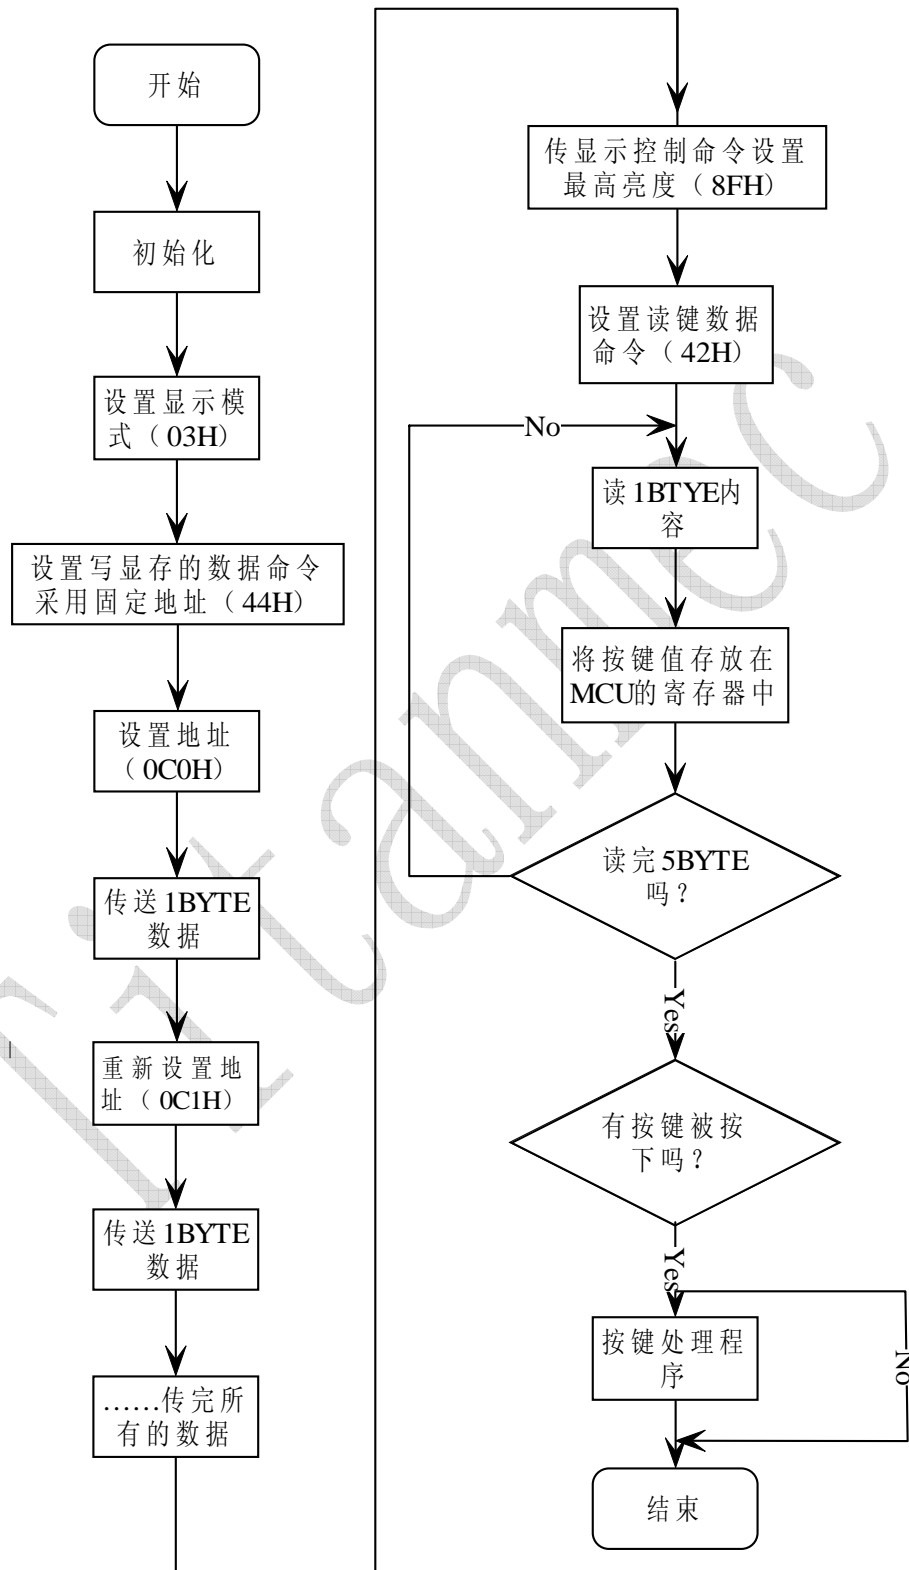 开始
初始化
设置显示模
式（03H）
设置写显存的数据命令
采用固定地址（44H）
设置地址
（0C0H）
传送1BYTE
数据
重新设置地
址（0C1H）
传送1BYTE
数据
……传完所
有的数据
传显示控制命令设置
最高亮度（8FH）
设置读键数据
命令（42H）
No
读1BTYE内
容
将按键值存放在
MCU的寄存器中
读完5BYTE
吗？
Yes
有按键被按
下吗？
Yes
按键处理程
序
No
结束
Titanmec